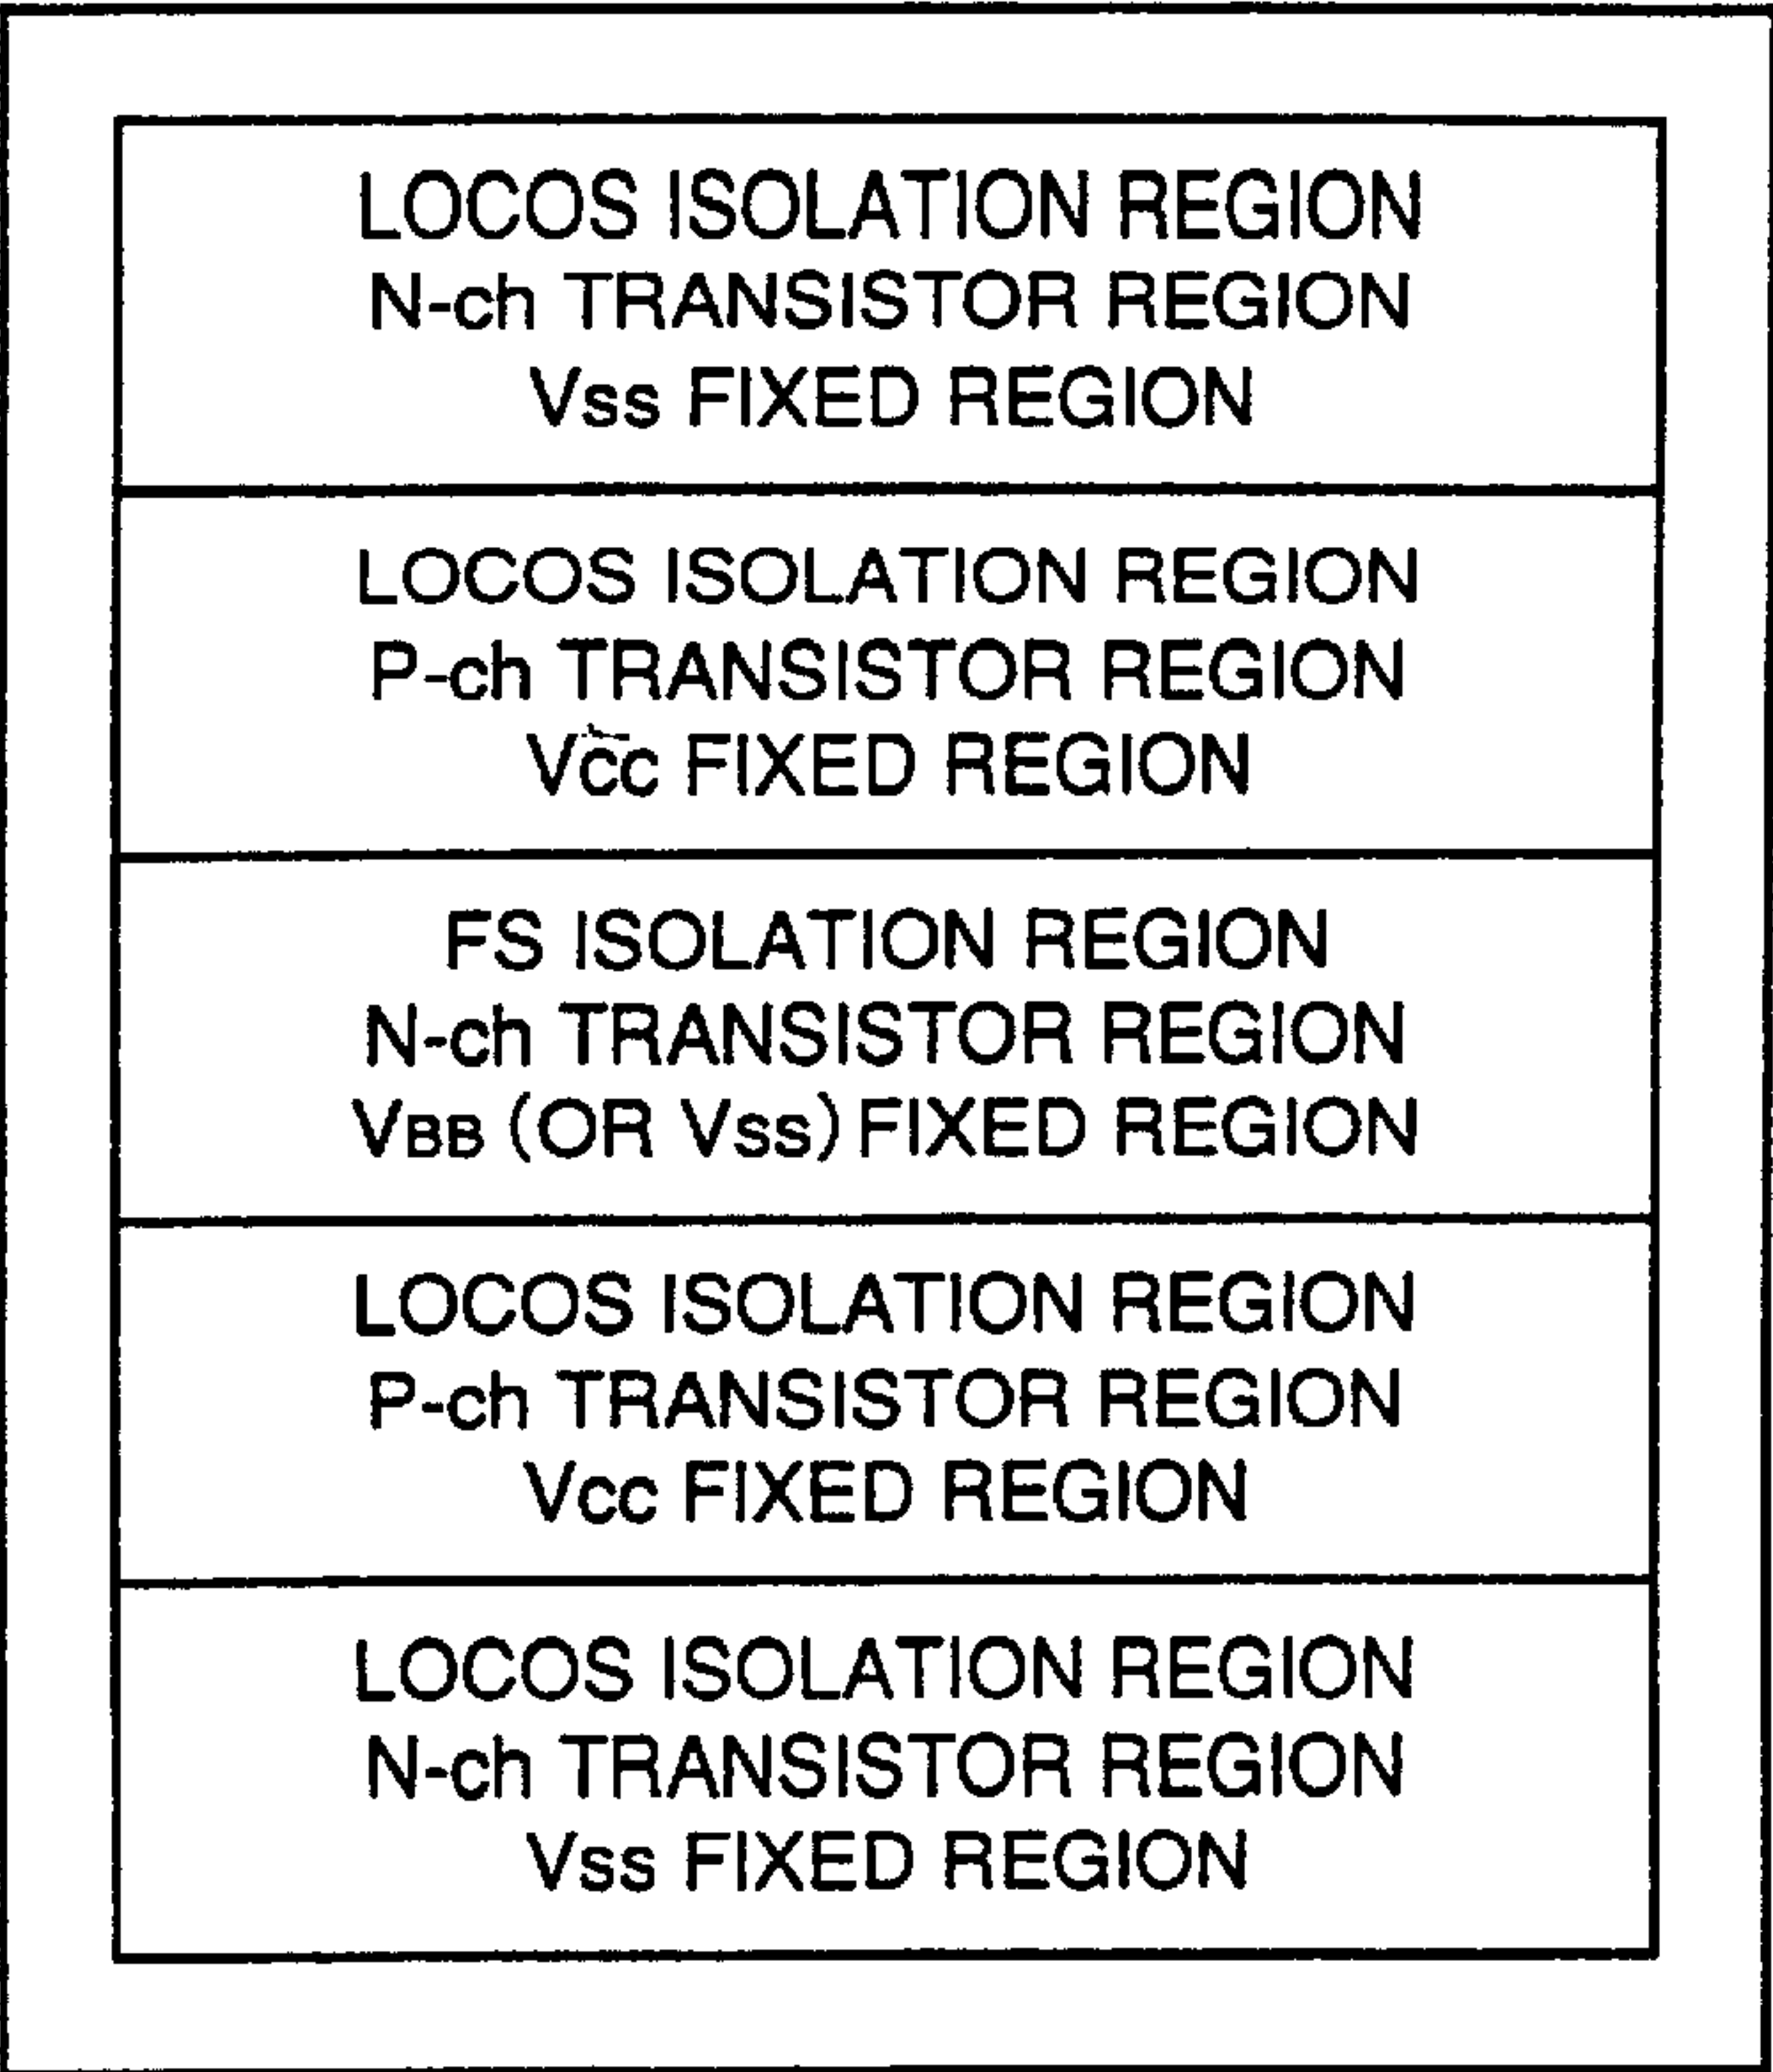 LOCOS ISOLATION REGION
N-ch TRANSISTOR REGION
Vss FIXED REGION
LOCOS ISOLATION REGION
P-ch TRANSISTOR REGION
Vcc FIXED REGION
FS ISOLATION REGION
N-ch TRANSISTOR REGION
VBB (OR Vss) FIXED REGION
LOCOS ISOLATION REGION
P-ch TRANSISTOR REGION
Vcc FIXED REGION
LOCOS ISOLATION REGION
N-ch TRANSISTOR REGION
Vss FIXED REGION